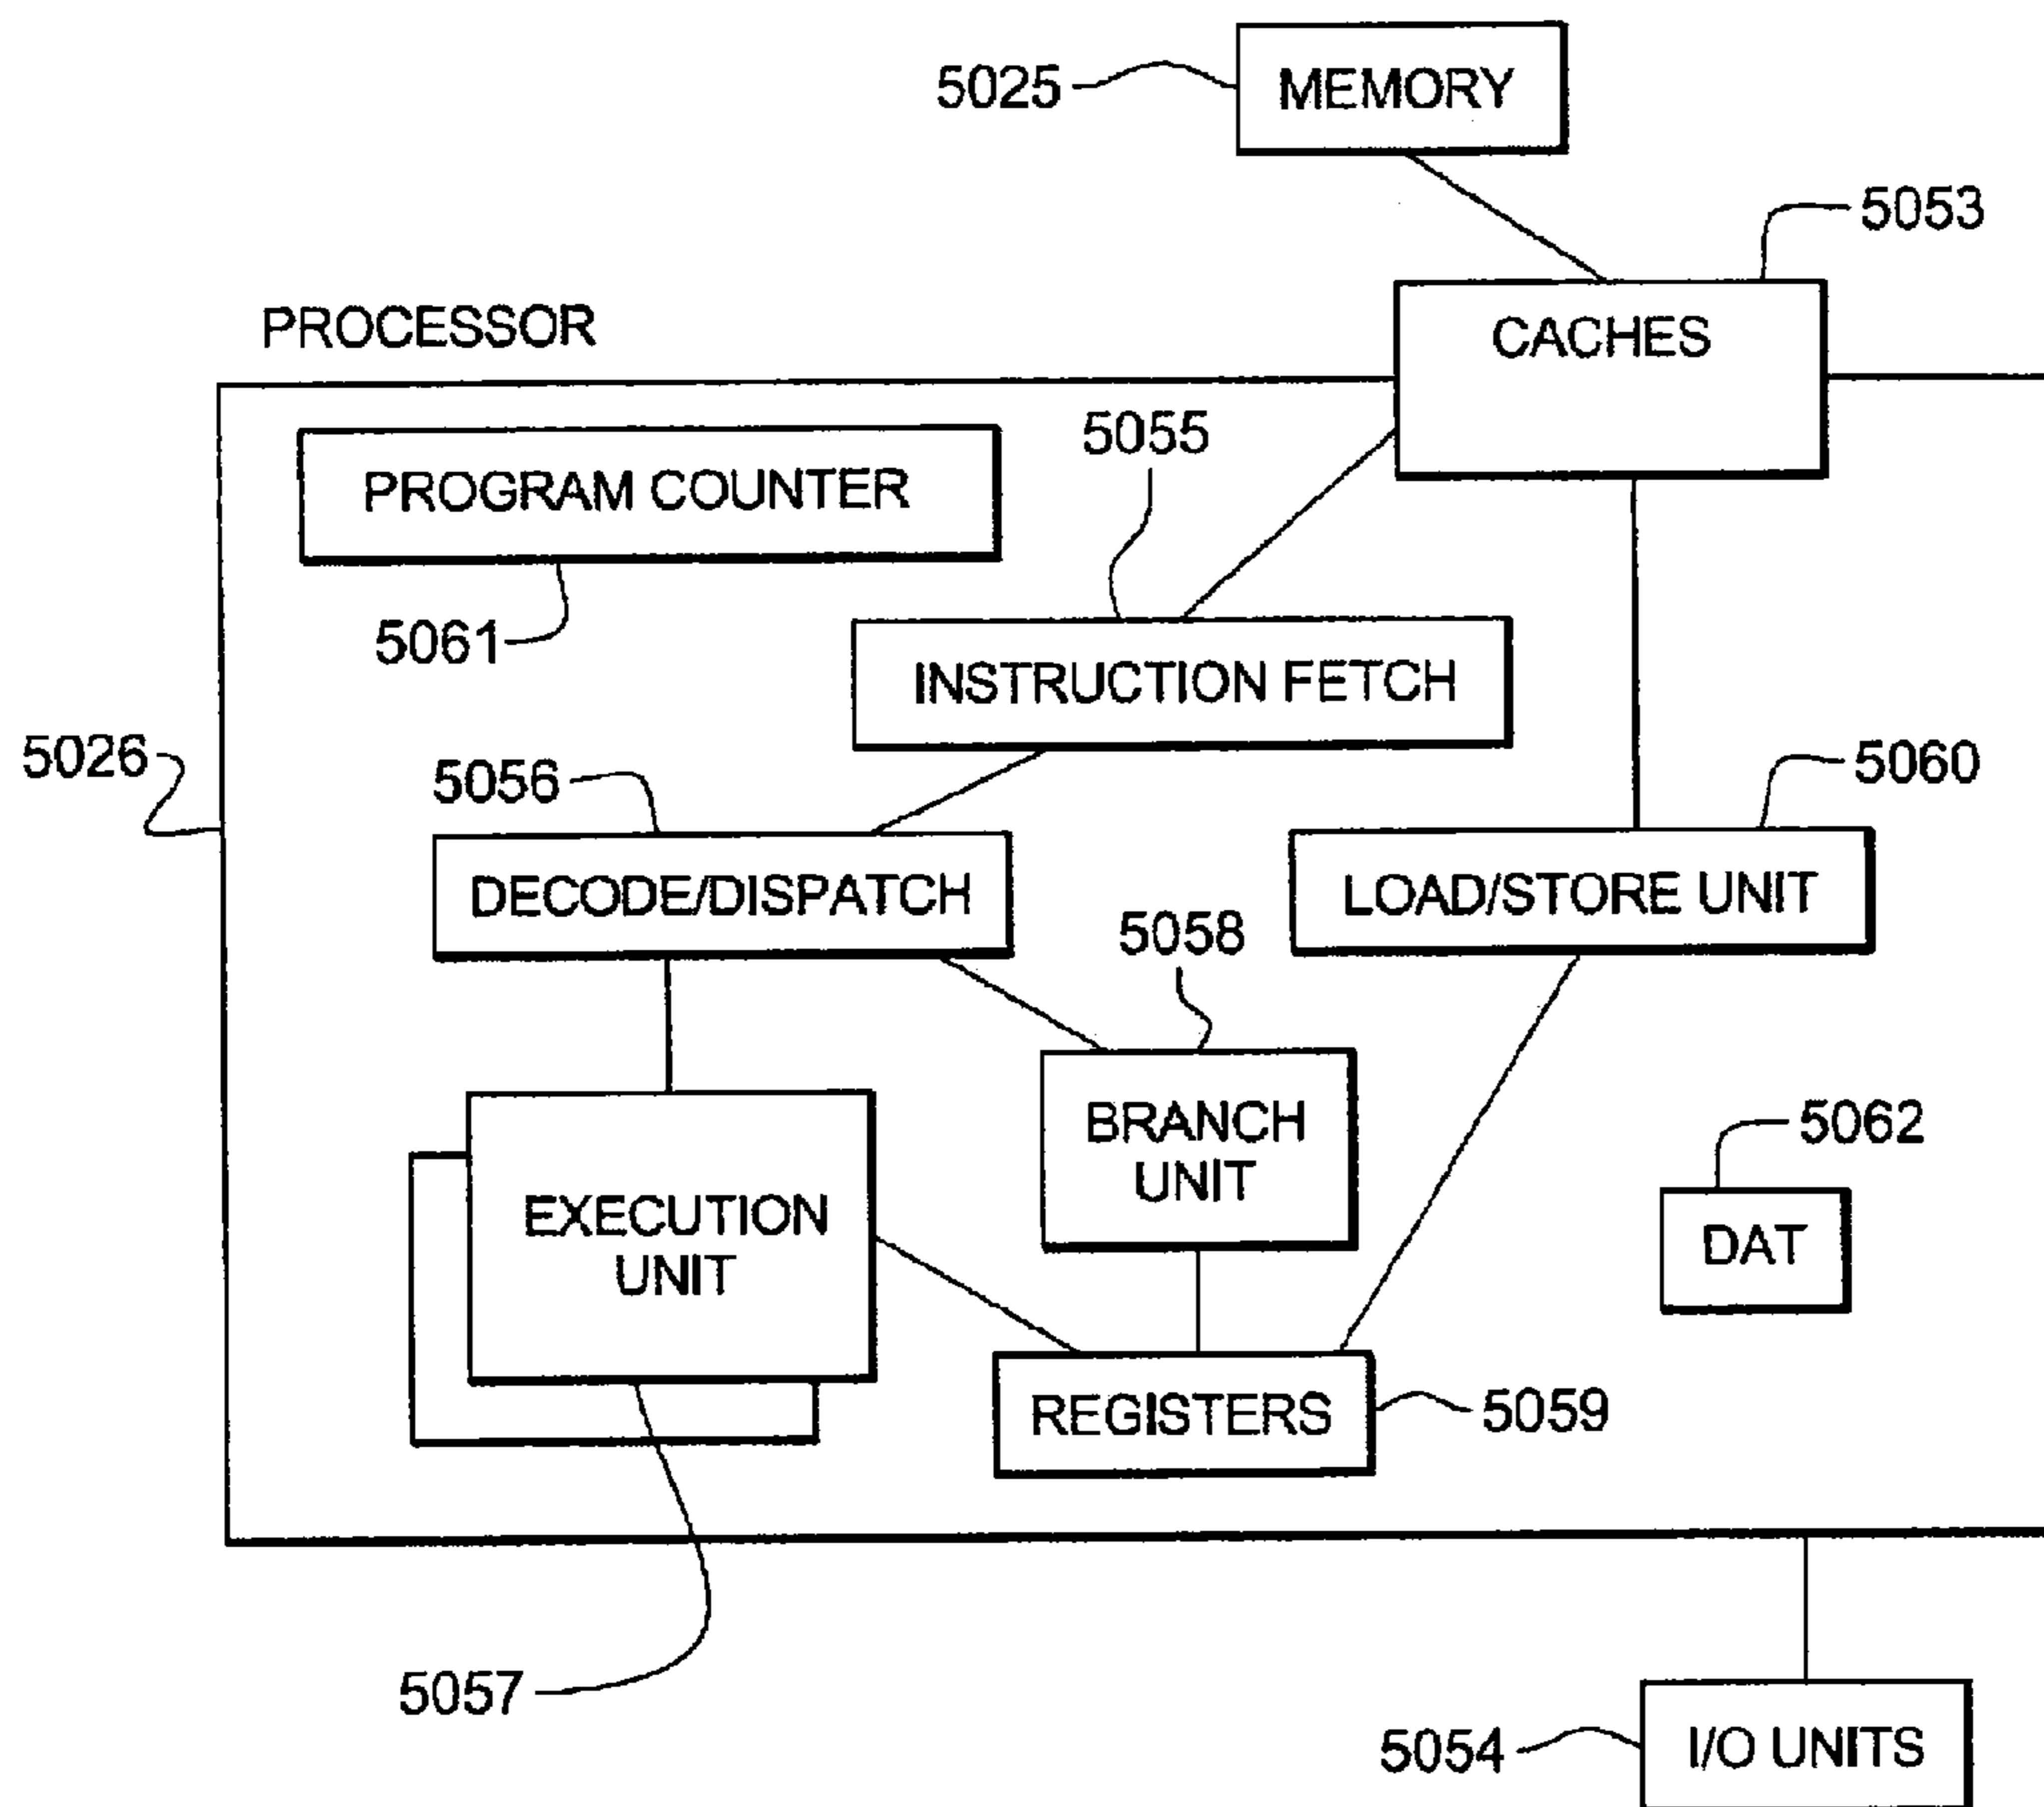 MEMORY
5025
5053
CACHES
PROCESSOR
5055
PROGRAM COUNTER
5061
INSTRUCTION FETCH
5026
5056
5060
DECODE/DISPATCH
LOAD/STORE UNIT
5058
BRANCH
UNIT
5062
EXECUTION
UNIT
DAT
REGISTERS
5059
5057
5054
I/O UNITS